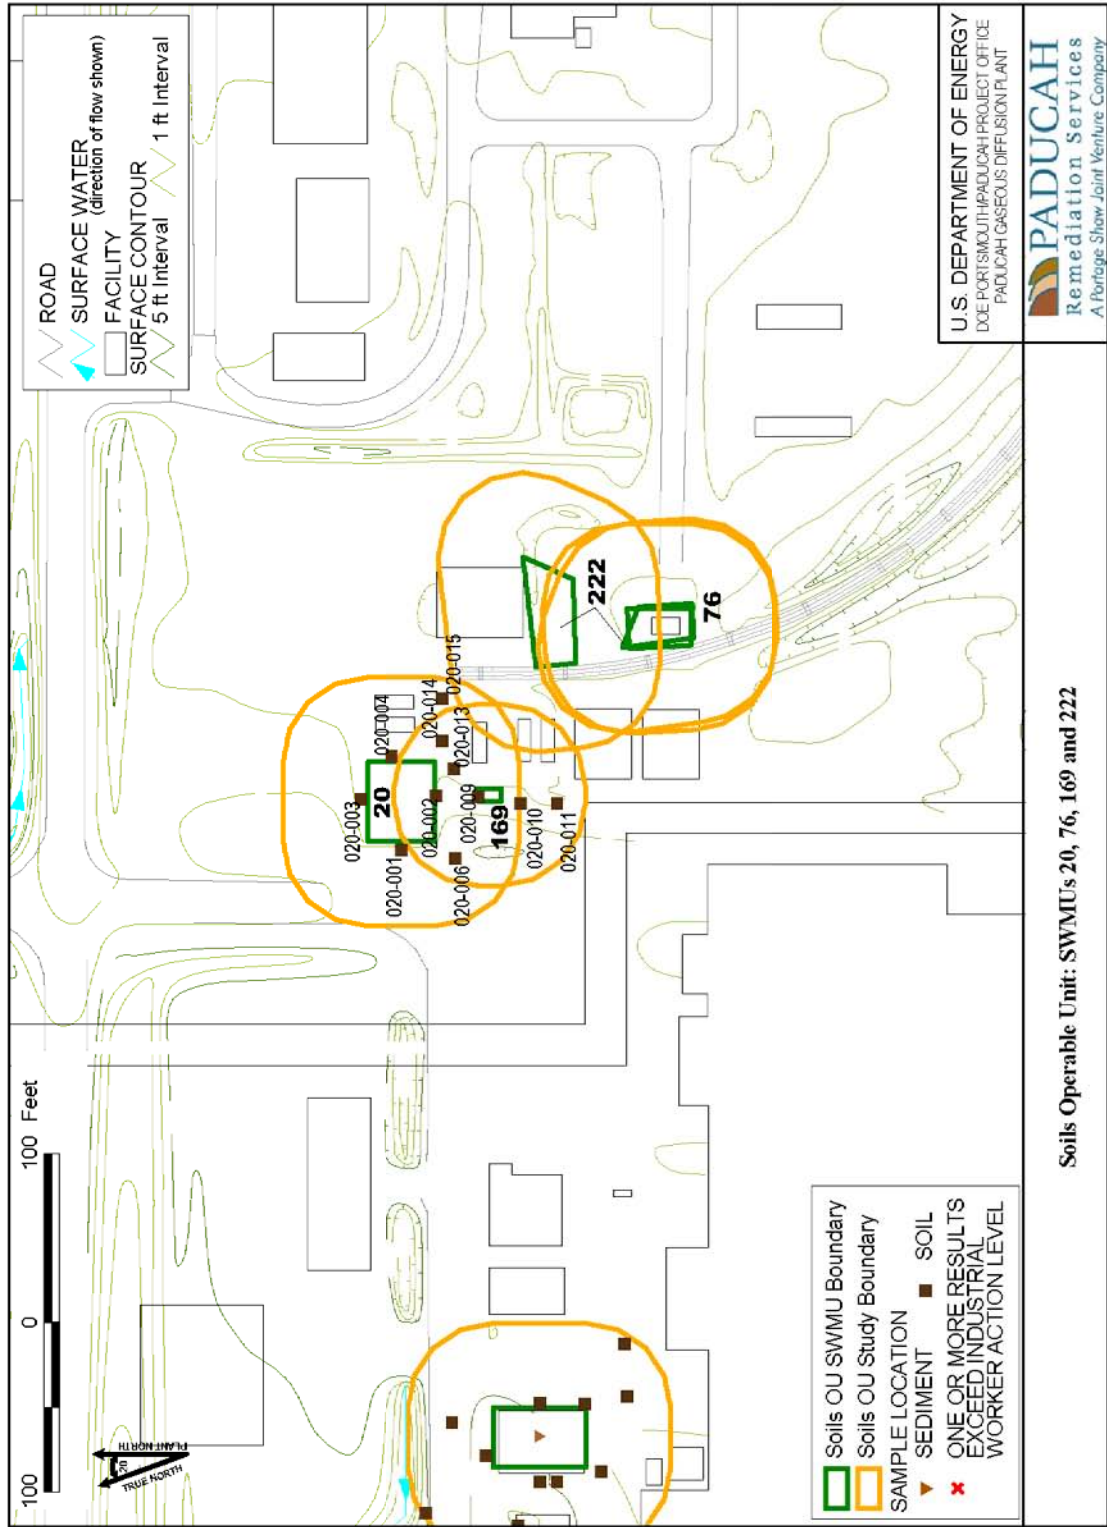 100 0 100 Feet
PLANT NORTH
TRUE NORTH
20
ROAD
SURFACE WATER
(direction of flow shown)
FACILITY
SURFACE CONTOUR
5 ft Interval 1 ft Interval
020-003
020-004
020-014
020-015
020-001
20
020-002
020-013
020-006
020-009
169
020-010
020-011
222
76
Soils OU SWMU Boundary
Soils OU Study Boundary
SAMPLE LOCATION
SEDIMENT SOIL
ONE OR MORE RESULTS
EXCEED INDUSTRIAL
WORKER ACTION LEVEL
U.S. DEPARTMENT OF ENERGY
DOE PORTSMOUTH/PADUCAH PROJECT OFFICE
PADUCAH GASEOUS DIFFUSION PLANT
PADUCAH
Remediation Services
A Portage Shaw Joint Venture Company
Soils Operable Unit: SWMUs 20, 76, 169 and 222